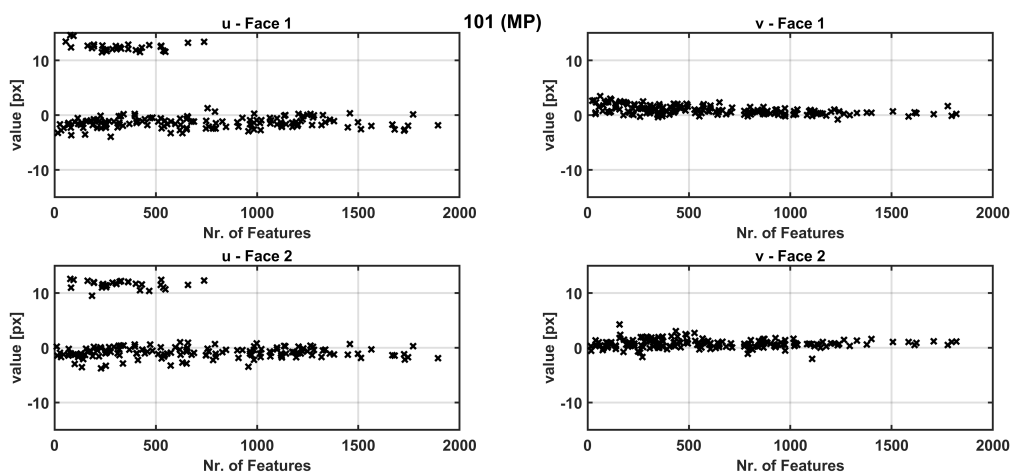 101 (MP)
u - Face 1
value [px]
10
0
-10
0 500 1000 1500 2000
Nr. of Features
v - Face 1
value [px]
10
0
-10
0 500 1000 1500 2000
Nr. of Features
u - Face 2
value [px]
10
0
-10
0 500 1000 1500 2000
Nr. of Features
v - Face 2
value [px]
10
0
-10
0 500 1000 1500 2000
Nr. of Features